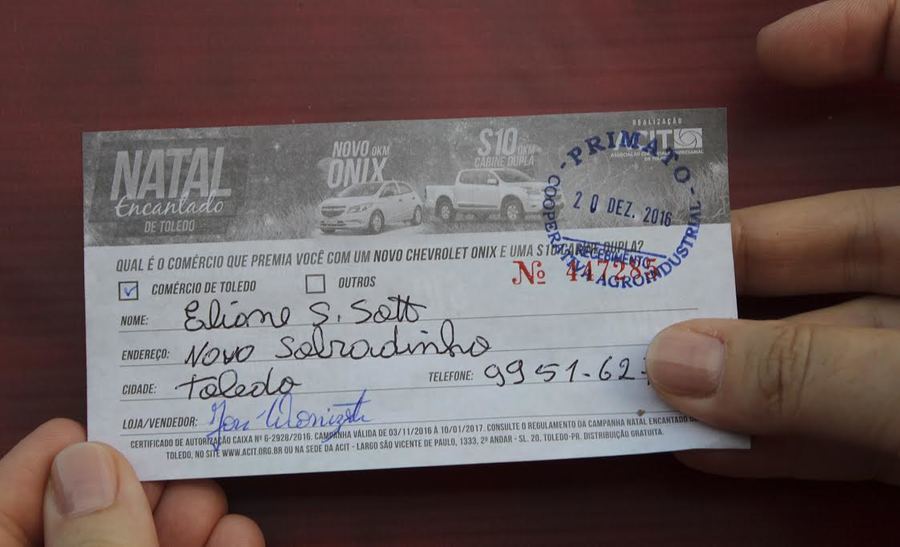 NATAL
Encantado
DE TOLEDO
NOVO 0KM
ONIX
S10 0KM
CABINE DUPLA
REALIZAÇÃO
PRIMATO
20 DEZ. 2016
RECEBIMENTO
COOPERATIVA AGROINDUSTRIAL
QUAL É O COMÉRCIO QUE PREMIA VOCÊ COM UM NOVO CHEVROLET ONIX E UMA S10 CABINE DUPLA?
Nº 447285
COMÉRCIO DE TOLEDO OUTROS
NOME: Eliane S. Sott
ENDEREÇO: Novo Sobradinho
CIDADE: Toledo TELEFONE: 9951-62
LOJA/VENDEDOR:
CERTIFICADO DE AUTORIZAÇÃO CAIXA Nº 6-2928/2016. CAMPANHA VÁLIDA DE 03/11/2016 À 10/01/2017. CONSULTE O REGULAMENTO DA CAMPANHA NATAL ENCANTADO
TOLEDO, NO SITE WWW.ACIT.ORG.BR OU NA SEDE DA ACIT - LARGO SÃO VICENTE DE PAULO, 1333, 2º ANDAR - SL. 20. TOLEDO-PR. DISTRIBUIÇÃO GRATUITA.